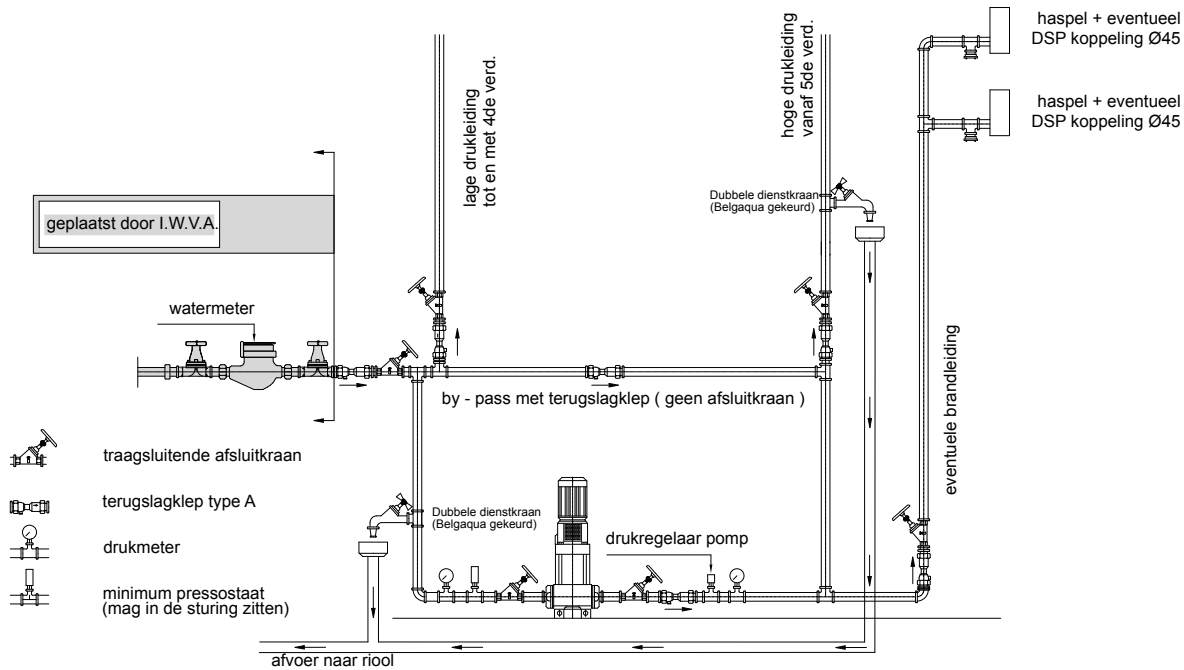 haspel + eventueel
DSP koppeling Ø45
haspel + eventueel
DSP koppeling Ø45
lage drukleiding
tot en met 4de verd.
hoge drukleiding
vanaf 5de verd.
Dubbele dienstkraan
(Belgaqua gekeurd)
geplaatst door I.W.V.A.
watermeter
by - pass met terugslagklep ( geen afsluitkraan )
eventuele brandleiding
traagsluitende afsluitkraan
terugslagklep type A
drukmeter
minimum pressostaat
(mag in de sturing zitten)
Dubbele dienstkraan
(Belgaqua gekeurd)
drukregelaar pomp
afvoer naar riool